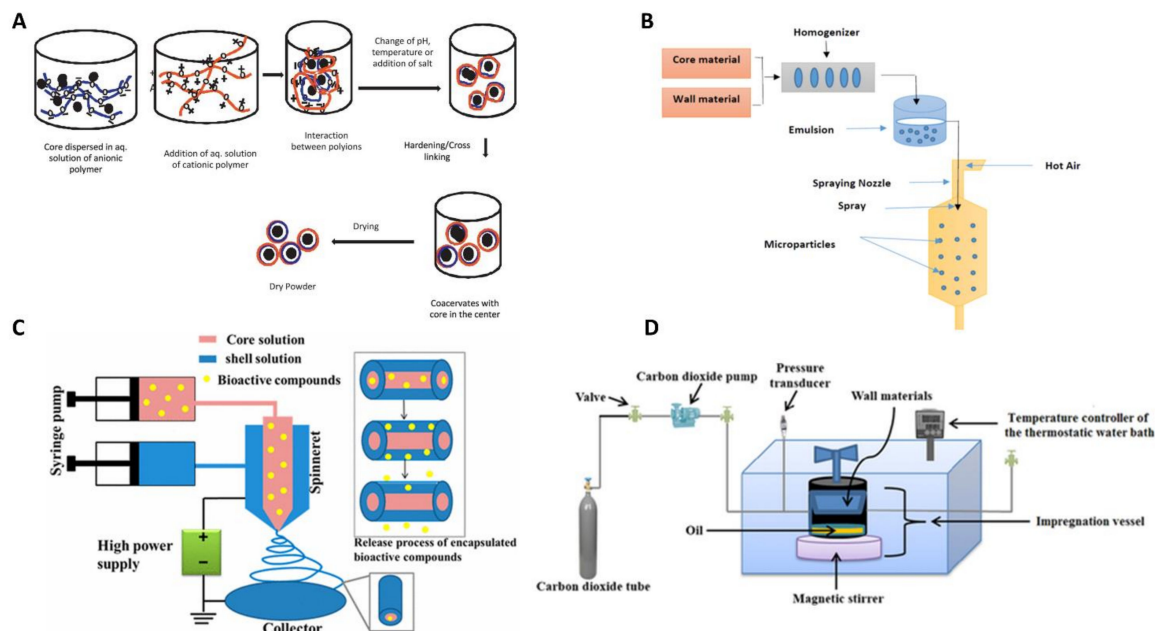 A
Core dispersed in aq.
solution of anionic
polymer
Addition of aq. solution
of cationic polymer
Interaction
between polyions
Change of pH,
temperature or
addition of salt
Hardening/Cross
linking
Coacervates with
core in the center
Drying
Dry Powder
B
Homogenizer
Core material
Wall material
Emulsion
Hot Air
Spraying Nozzle
Spray
Microparticles
C
Core solution
shell solution
Bioactive compounds
Syringe pump
Spinneret
High power
supply
+
−
Collector
Release process of encapsulated
bioactive compounds
D
Valve
Carbon dioxide pump
Pressure
transducer
Wall materials
Temperature controller of
the thermostatic water bath
Oil
Impregnation vessel
Carbon dioxide tube
Magnetic stirrer